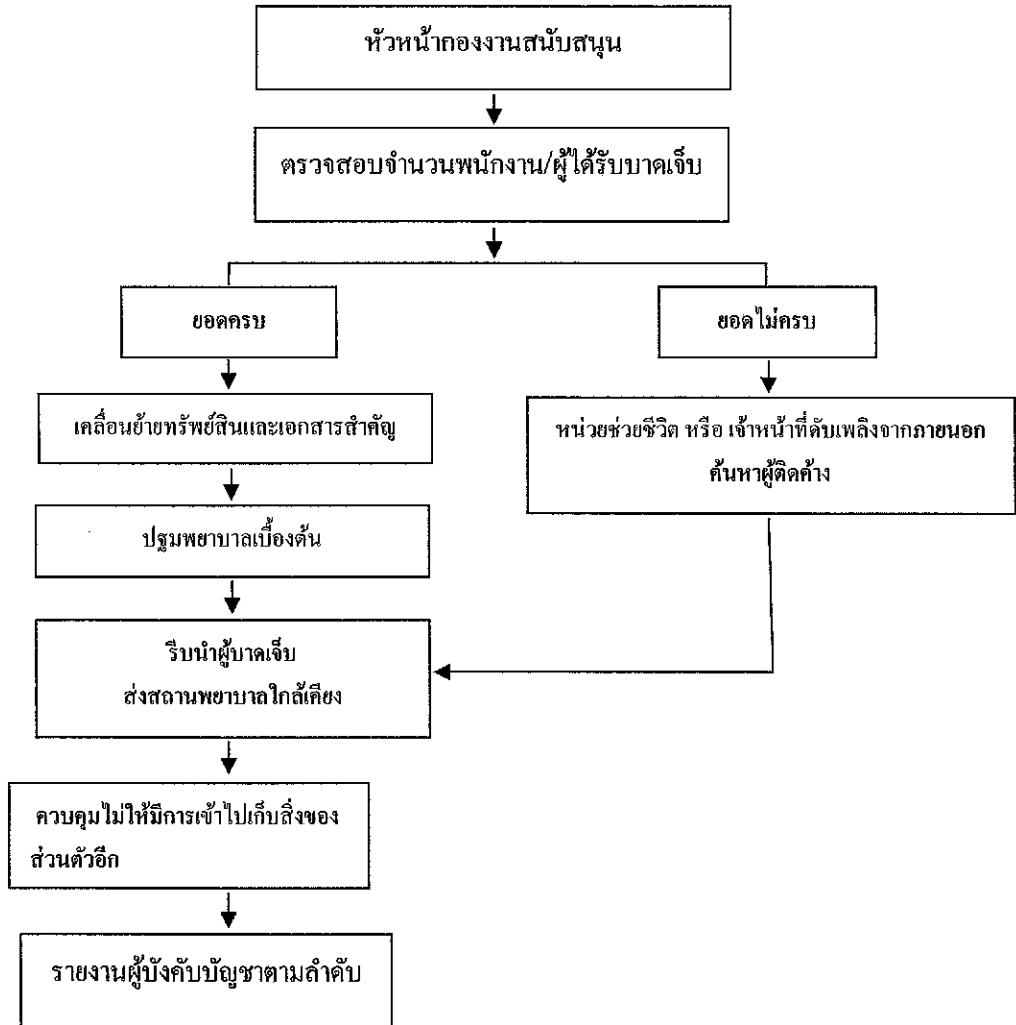 หัวหน้ากองงานสนับสนุน
ตรวจสอบจำนวนพนักงาน/ผู้ได้รับบาดเจ็บ
ยอดครบ
ยอดไม่ครบ
เคลื่อนย้ายทรัพย์สินและเอกสารสำคัญ
หน่วยช่วยชีวิต หรือ เจ้าหน้าที่ดับเพลิงจากภายนอก
ค้นหาผู้ติดค้าง
ปฐมพยาบาลเบื้องต้น
รีบนำผู้บาดเจ็บ
ส่งสถานพยาบาลใกล้เคียง
ควบคุมไม่ให้มีการเข้าไปเก็บสิ่งของ
ส่วนตัวอีก
รายงานผู้บังคับบัญชาตามลำดับ